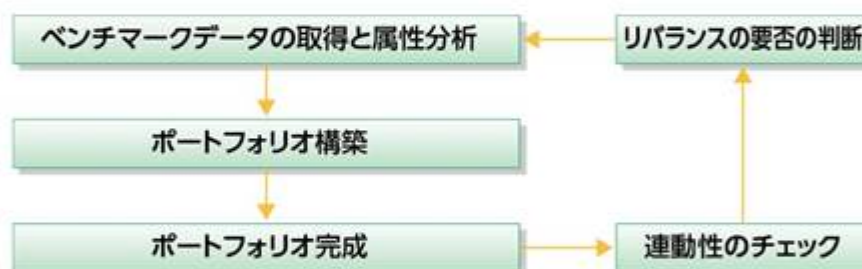 ベンチマークデータの取得と属性分析
リバランスの要否の判断
ポートフォリオ構築
ポートフォリオ完成
連動性のチェック